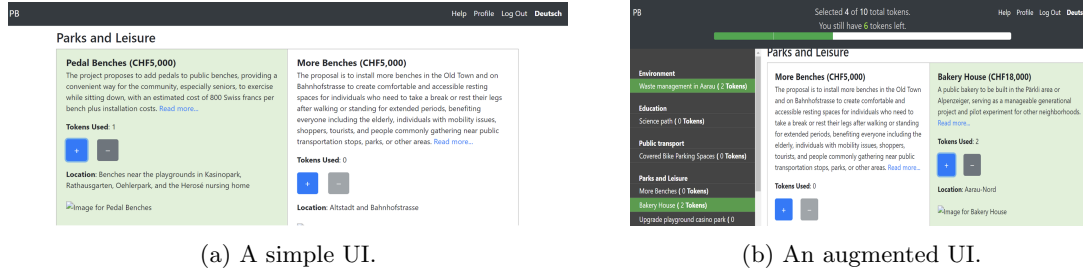 PB
Help Profile Log Out Deutsch
Parks and Leisure
Pedal Benches (CHF5,000)
The project proposes to add pedals to public benches, providing a
convenient way for the community, especially seniors, to exercise
while sitting down, with an estimated cost of 800 Swiss francs per
bench plus installation costs. Read more...
Tokens Used: 1
+ −
Location: Benches near the playgrounds in Kasinopark,
Rathausgarten, Oehlerpark, and the Herosé nursing home
Image for Pedal Benches
More Benches (CHF5,000)
The proposal is to install more benches in the Old Town and on
Bahnhofstrasse to create comfortable and accessible resting
spaces for individuals who need to take a break or rest their legs
after walking or standing for extended periods, benefiting
everyone including the elderly, individuals with mobility issues,
shoppers, tourists, and people commonly gathering near public
transportation stops, parks, or other areas. Read more...
Tokens Used: 0
+ −
Location: Altstadt and Bahnhofstrasse
(a) A simple UI.
PB
Selected 4 of 10 total tokens.
You still have 6 tokens left.
Help Profile Log Out Deuts
Environment
Waste management in Aarau ( 2 Tokens)
Education
Science path ( 0 Tokens)
Public transport
Covered Bike Parking Spaces ( 0 Tokens)
Parks and Leisure
More Benches ( 0 Tokens)
Bakery House ( 2 Tokens)
Upgrade playground casino park ( 0
Parks and Leisure
More Benches (CHF5,000)
The proposal is to install more benches in the Old Town
and on Bahnhofstrasse to create comfortable and
accessible resting spaces for individuals who need to
take a break or rest their legs after walking or standing
for extended periods, benefiting everyone including the
elderly, individuals with mobility issues, shoppers,
tourists, and people commonly gathering near public
transportation stops, parks, or other areas. Read more...
Tokens Used: 0
+ −
Bakery House (CHF18,000)
A public bakery to be built in the Pärkli area or
Alpenzeiger, serving as a manageable generational
project and pilot experiment for other neighborhoods.
Read more...
Tokens Used: 2
+ −
Location: Aarau-Nord
Image for Bakery House
(b) An augmented UI.